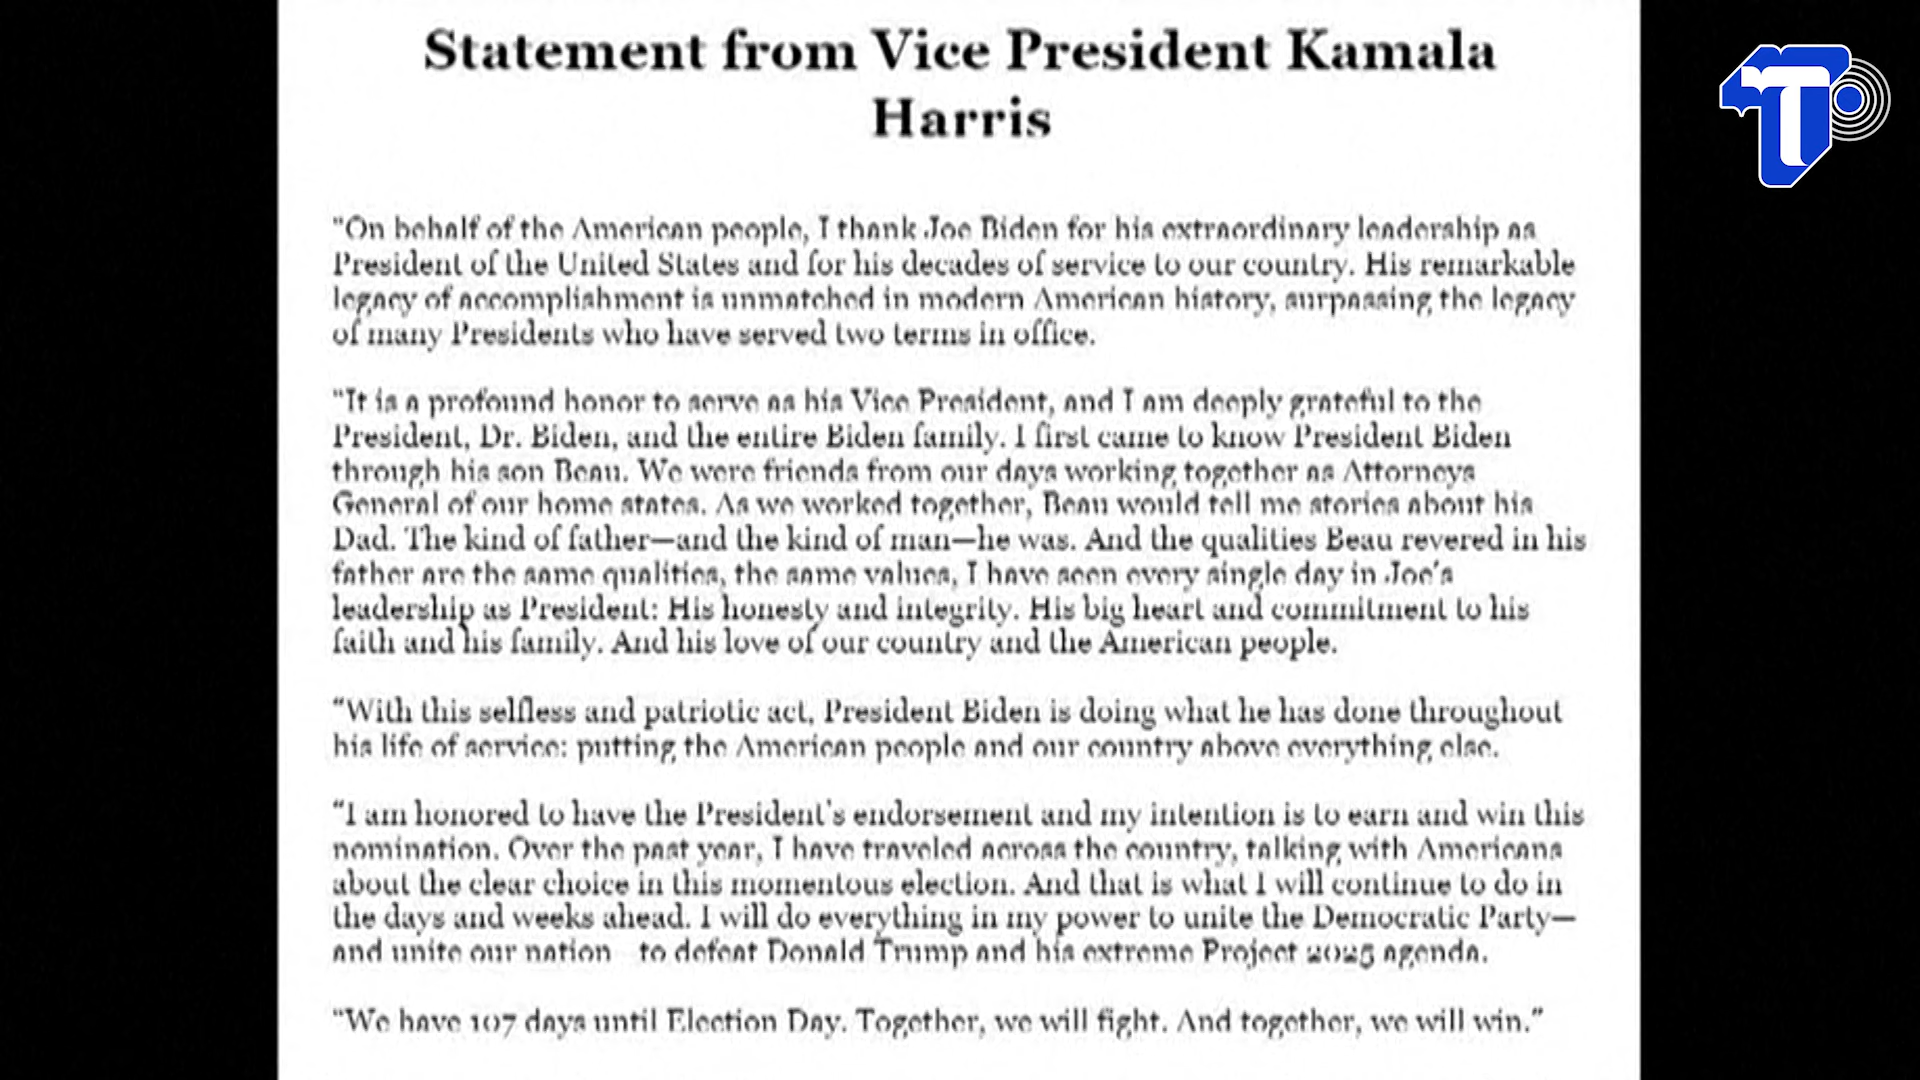 Statement from Vice President Kamala
Harris
“On behalf of the American people, I thank Joe Biden for his extraordinary leadership as
President of the United States and for his decades of service to our country. His remarkable
legacy of accomplishment is unmatched in modern American history, surpassing the legacy
of many Presidents who have served two terms in office.
“It is a profound honor to serve as his Vice President, and I am deeply grateful to the
President, Dr. Biden, and the entire Biden family. I first came to know President Biden
through his son Beau. We were friends from our days working together as Attorneys
General of our home states. As we worked together, Beau would tell me stories about his
Dad. The kind of father—and the kind of man—he was. And the qualities Beau revered in his
father are the same qualities, the same values, I have seen every single day in Joe’s
leadership as President: His honesty and integrity. His big heart and commitment to his
faith and his family. And his love of our country and the American people.
“With this selfless and patriotic act, President Biden is doing what he has done throughout
his life of service: putting the American people and our country above everything else.
“I am honored to have the President’s endorsement and my intention is to earn and win this
nomination. Over the past year, I have traveled across the country, talking with Americans
about the clear choice in this momentous election. And that is what I will continue to do in
the days and weeks ahead. I will do everything in my power to unite the Democratic Party—
and unite our nation to defeat Donald Trump and his extreme Project 2025 agenda.
“We have 107 days until Election Day. Together, we will fight. And together, we will win.”